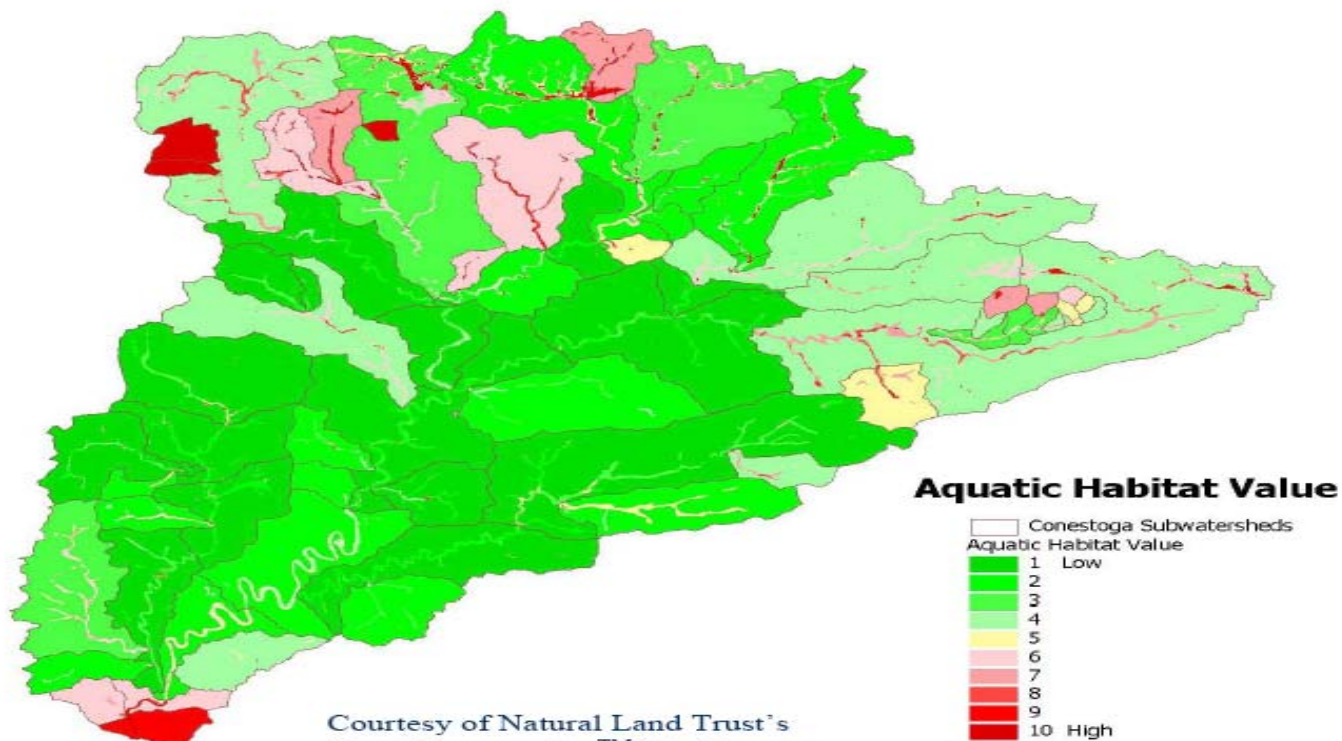 Aquatic Habitat Value
Conestoga Subwatersheds
Aquatic Habitat Value
1 Low
2
3
4
5
6
7
8
9
10 High
Courtesy of Natural Land Trust's